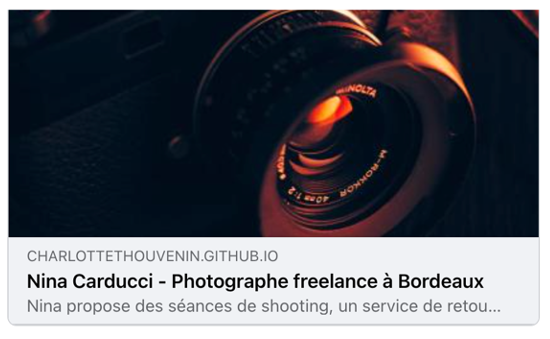 MINOLTA
M-ROKKOR
40mm 1:2
CHARLOTTETHOUVENIN.GITHUB.IO
Nina Carducci - Photographe freelance à Bordeaux
Nina propose des séances de shooting, un service de retou...